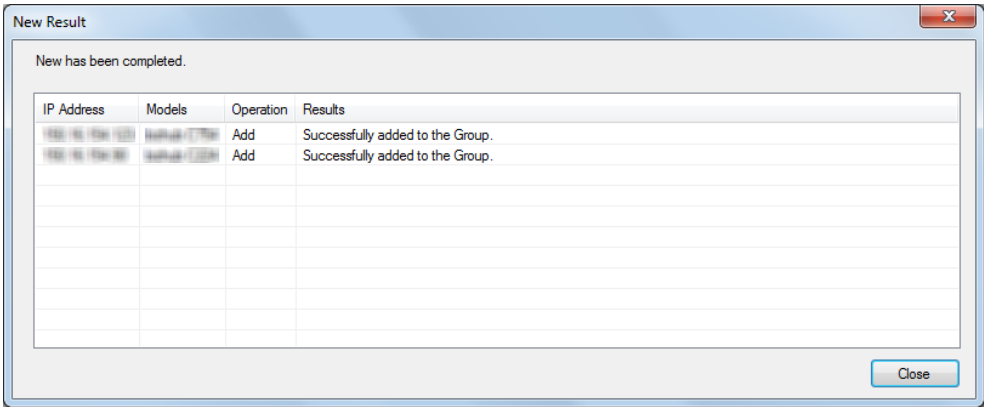 New Result
New has been completed.
IP Address Models Operation Results
Add Successfully added to the Group.
Add Successfully added to the Group.
Close